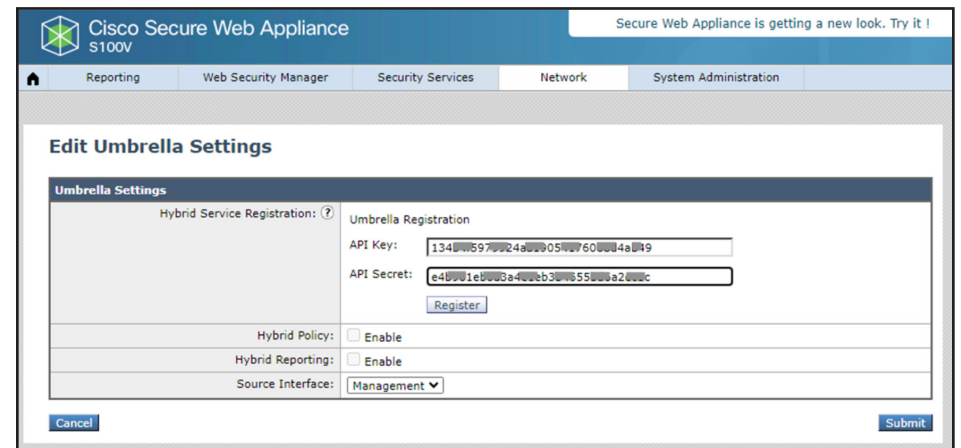 Cisco Secure Web Appliance
S100V
Secure Web Appliance is getting a new look. Try it !
Reporting Web Security Manager Security Services Network System Administration
Edit Umbrella Settings
Umbrella Settings
Hybrid Service Registration: ?
Umbrella Registration
API Key:
API Secret:
Register
Hybrid Policy: Enable
Hybrid Reporting: Enable
Source Interface: Management
Cancel Submit